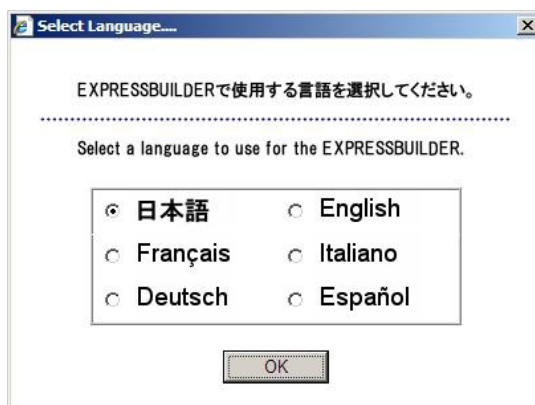 Select Language....
EXPRESSBUILDERで使用する言語を選択してください。
Select a language to use for the EXPRESSBUILDER.
日本語 English
Français Italiano
Deutsch Español
OK